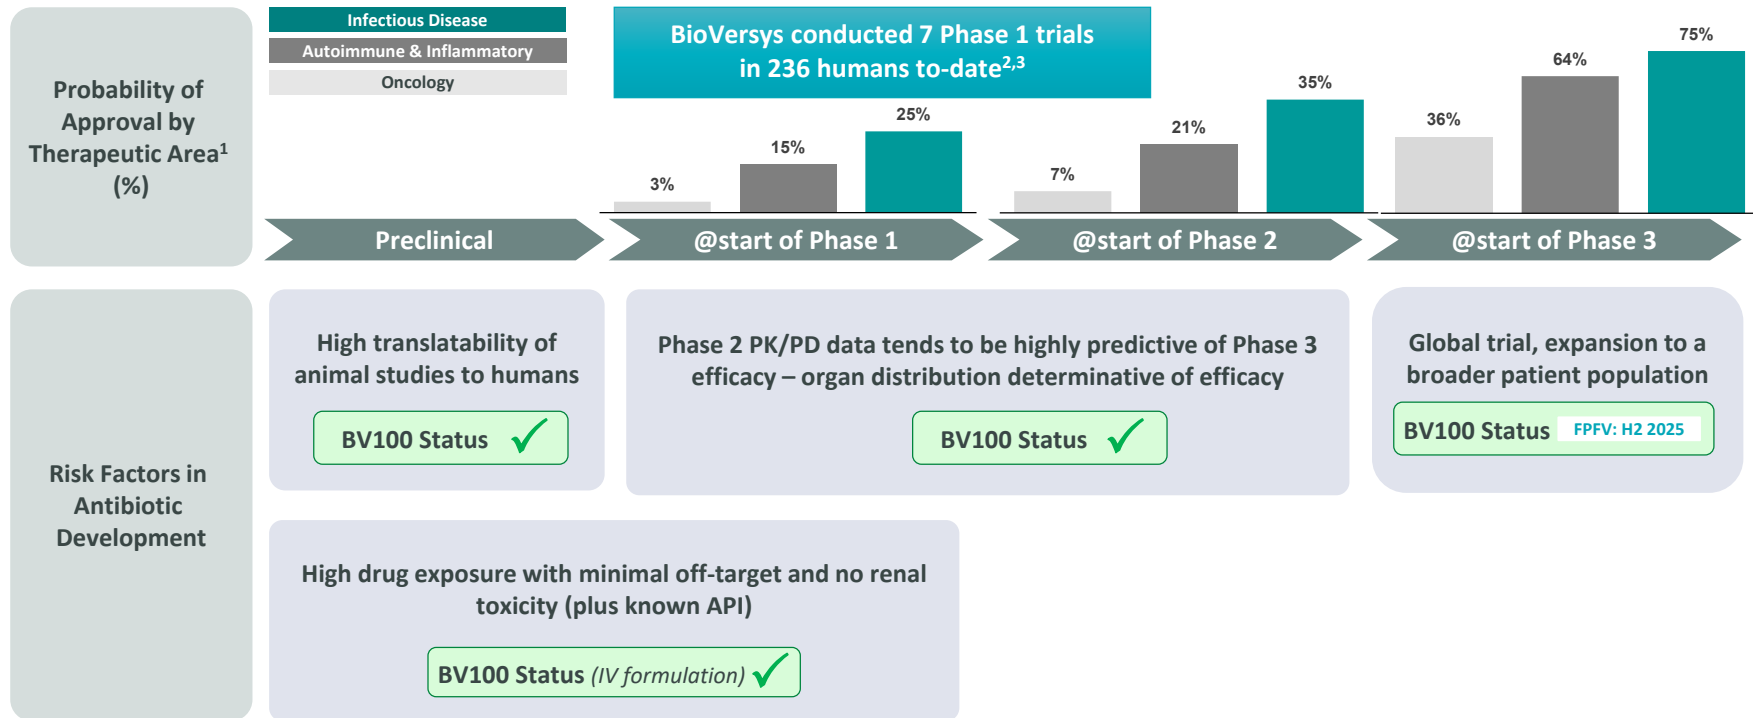 Probability of
Approval by
Therapeutic Area1
(%)
Infectious Disease
Autoimmune & Inflammatory
Oncology
BioVersys conducted 7 Phase 1 trials
in 236 humans to-date2,3
3%
15%
25%
7%
21%
35%
36%
64%
75%
Preclinical
@start of Phase 1
@start of Phase 2
@start of Phase 3
Risk Factors in
Antibiotic
Development
High translatability of
animal studies to humans
BV100 Status
Phase 2 PK/PD data tends to be highly predictive of Phase 3
efficacy – organ distribution determinative of efficacy
BV100 Status
Global trial, expansion to a
broader patient population
BV100 Status FPFV: H2 2025
High drug exposure with minimal off-target and no renal
toxicity (plus known API)
BV100 Status (IV formulation)